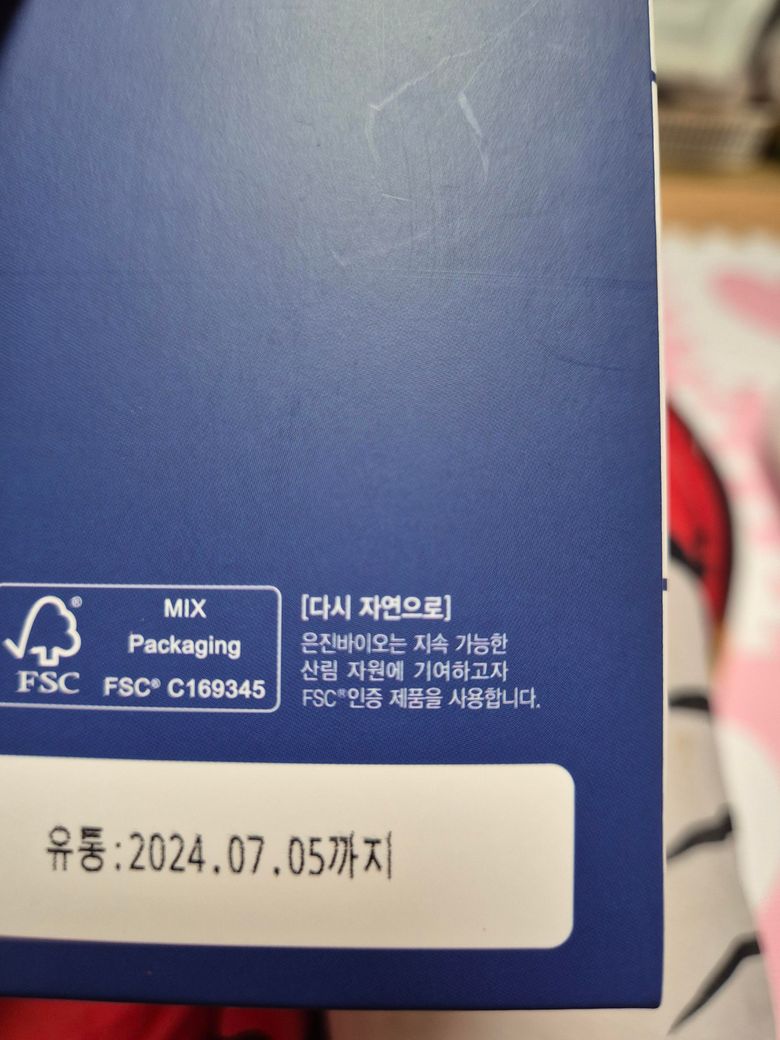 MIX
Packaging
FSC® C169345
®
FSC
[다시 자연으로]
은진바이오는 지속 가능한
산림 자원에 기여하고자
FSC®인증 제품을 사용합니다.
유통:2024.07.05까지